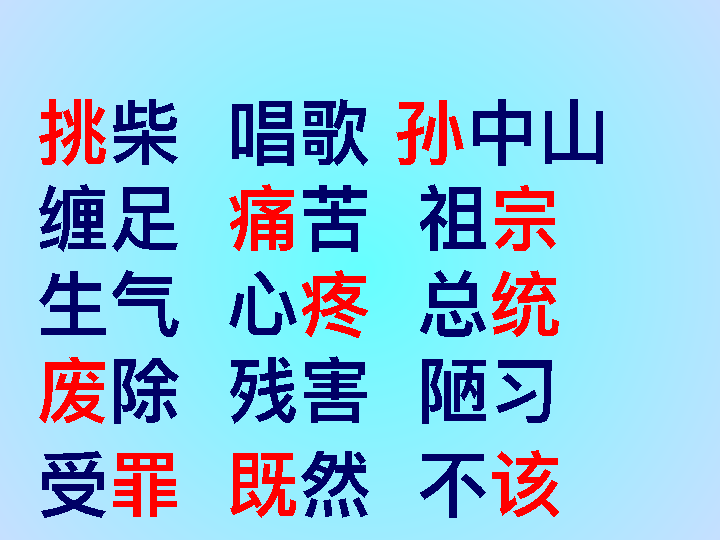 挑柴 唱歌 孙中山
缠足 痛苦 祖宗
生气 心疼 总统
废除 残害 陋习
受罪 既然 不该